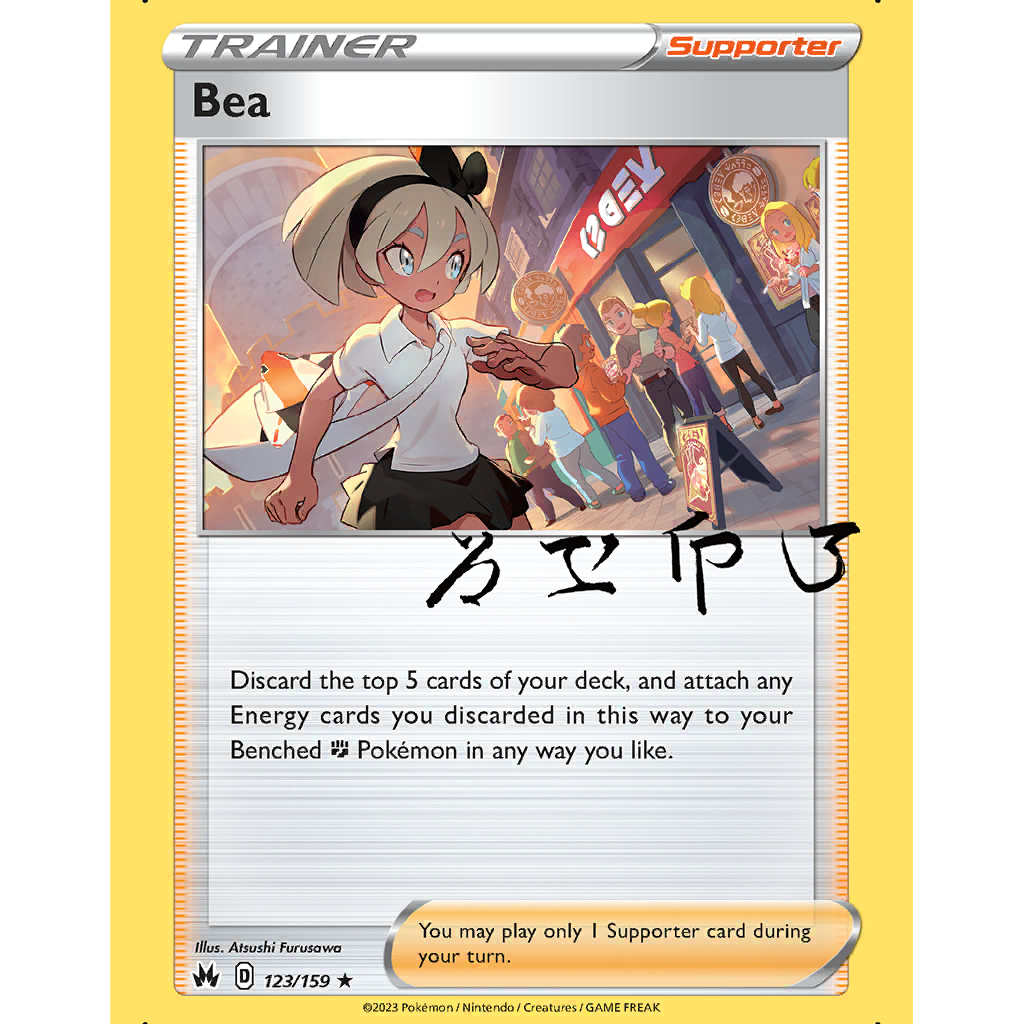 TRAINER Supporter
Bea
Discard the top 5 cards of your deck, and attach any
Energy cards you discarded in this way to your
Benched Pokémon in any way you like.
You may play only 1 Supporter card during
your turn.
Illus. Atsushi Furusawa
D 123/159 ★
©2023 Pokémon / Nintendo / Creatures / GAME FREAK